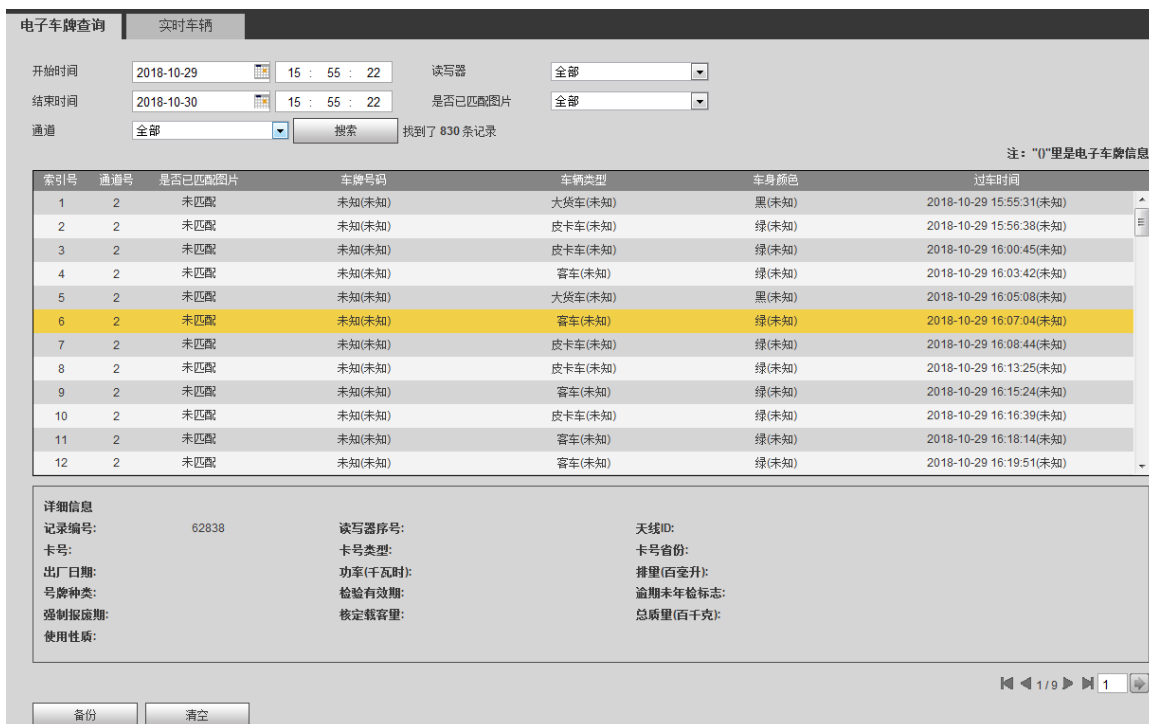 电子车牌查询 实时车辆
开始时间 2018-10-29 15 : 55 : 22 读写器 全部
结束时间 2018-10-30 15 : 55 : 22 是否已匹配图片 全部
通道 全部 搜索 找到了 830 条记录
注："()"里是电子车牌信息
索引号 通道号 是否已匹配图片 车牌号码 车辆类型 车身颜色 过车时间
1 2 未匹配 未知(未知) 大货车(未知) 黑(未知) 2018-10-29 15:55:31(未知)
2 2 未匹配 未知(未知) 皮卡车(未知) 绿(未知) 2018-10-29 15:56:38(未知)
3 2 未匹配 未知(未知) 皮卡车(未知) 绿(未知) 2018-10-29 16:00:45(未知)
4 2 未匹配 未知(未知) 客车(未知) 绿(未知) 2018-10-29 16:03:42(未知)
5 2 未匹配 未知(未知) 大货车(未知) 黑(未知) 2018-10-29 16:05:08(未知)
6 2 未匹配 未知(未知) 客车(未知) 绿(未知) 2018-10-29 16:07:04(未知)
7 2 未匹配 未知(未知) 皮卡车(未知) 绿(未知) 2018-10-29 16:08:44(未知)
8 2 未匹配 未知(未知) 皮卡车(未知) 绿(未知) 2018-10-29 16:13:25(未知)
9 2 未匹配 未知(未知) 客车(未知) 绿(未知) 2018-10-29 16:15:24(未知)
10 2 未匹配 未知(未知) 皮卡车(未知) 绿(未知) 2018-10-29 16:16:39(未知)
11 2 未匹配 未知(未知) 客车(未知) 绿(未知) 2018-10-29 16:18:14(未知)
12 2 未匹配 未知(未知) 客车(未知) 绿(未知) 2018-10-29 16:19:51(未知)
详细信息
记录编号: 62838 读写器序号: 天线ID:
卡号: 卡号类型: 卡号省份:
出厂日期: 功率(千瓦时): 排量(百毫升):
号牌种类: 检验有效期: 逾期未年检标志:
强制报废期: 核定载客量: 总质量(百千克):
使用性质:
1/9 1
备份 清空